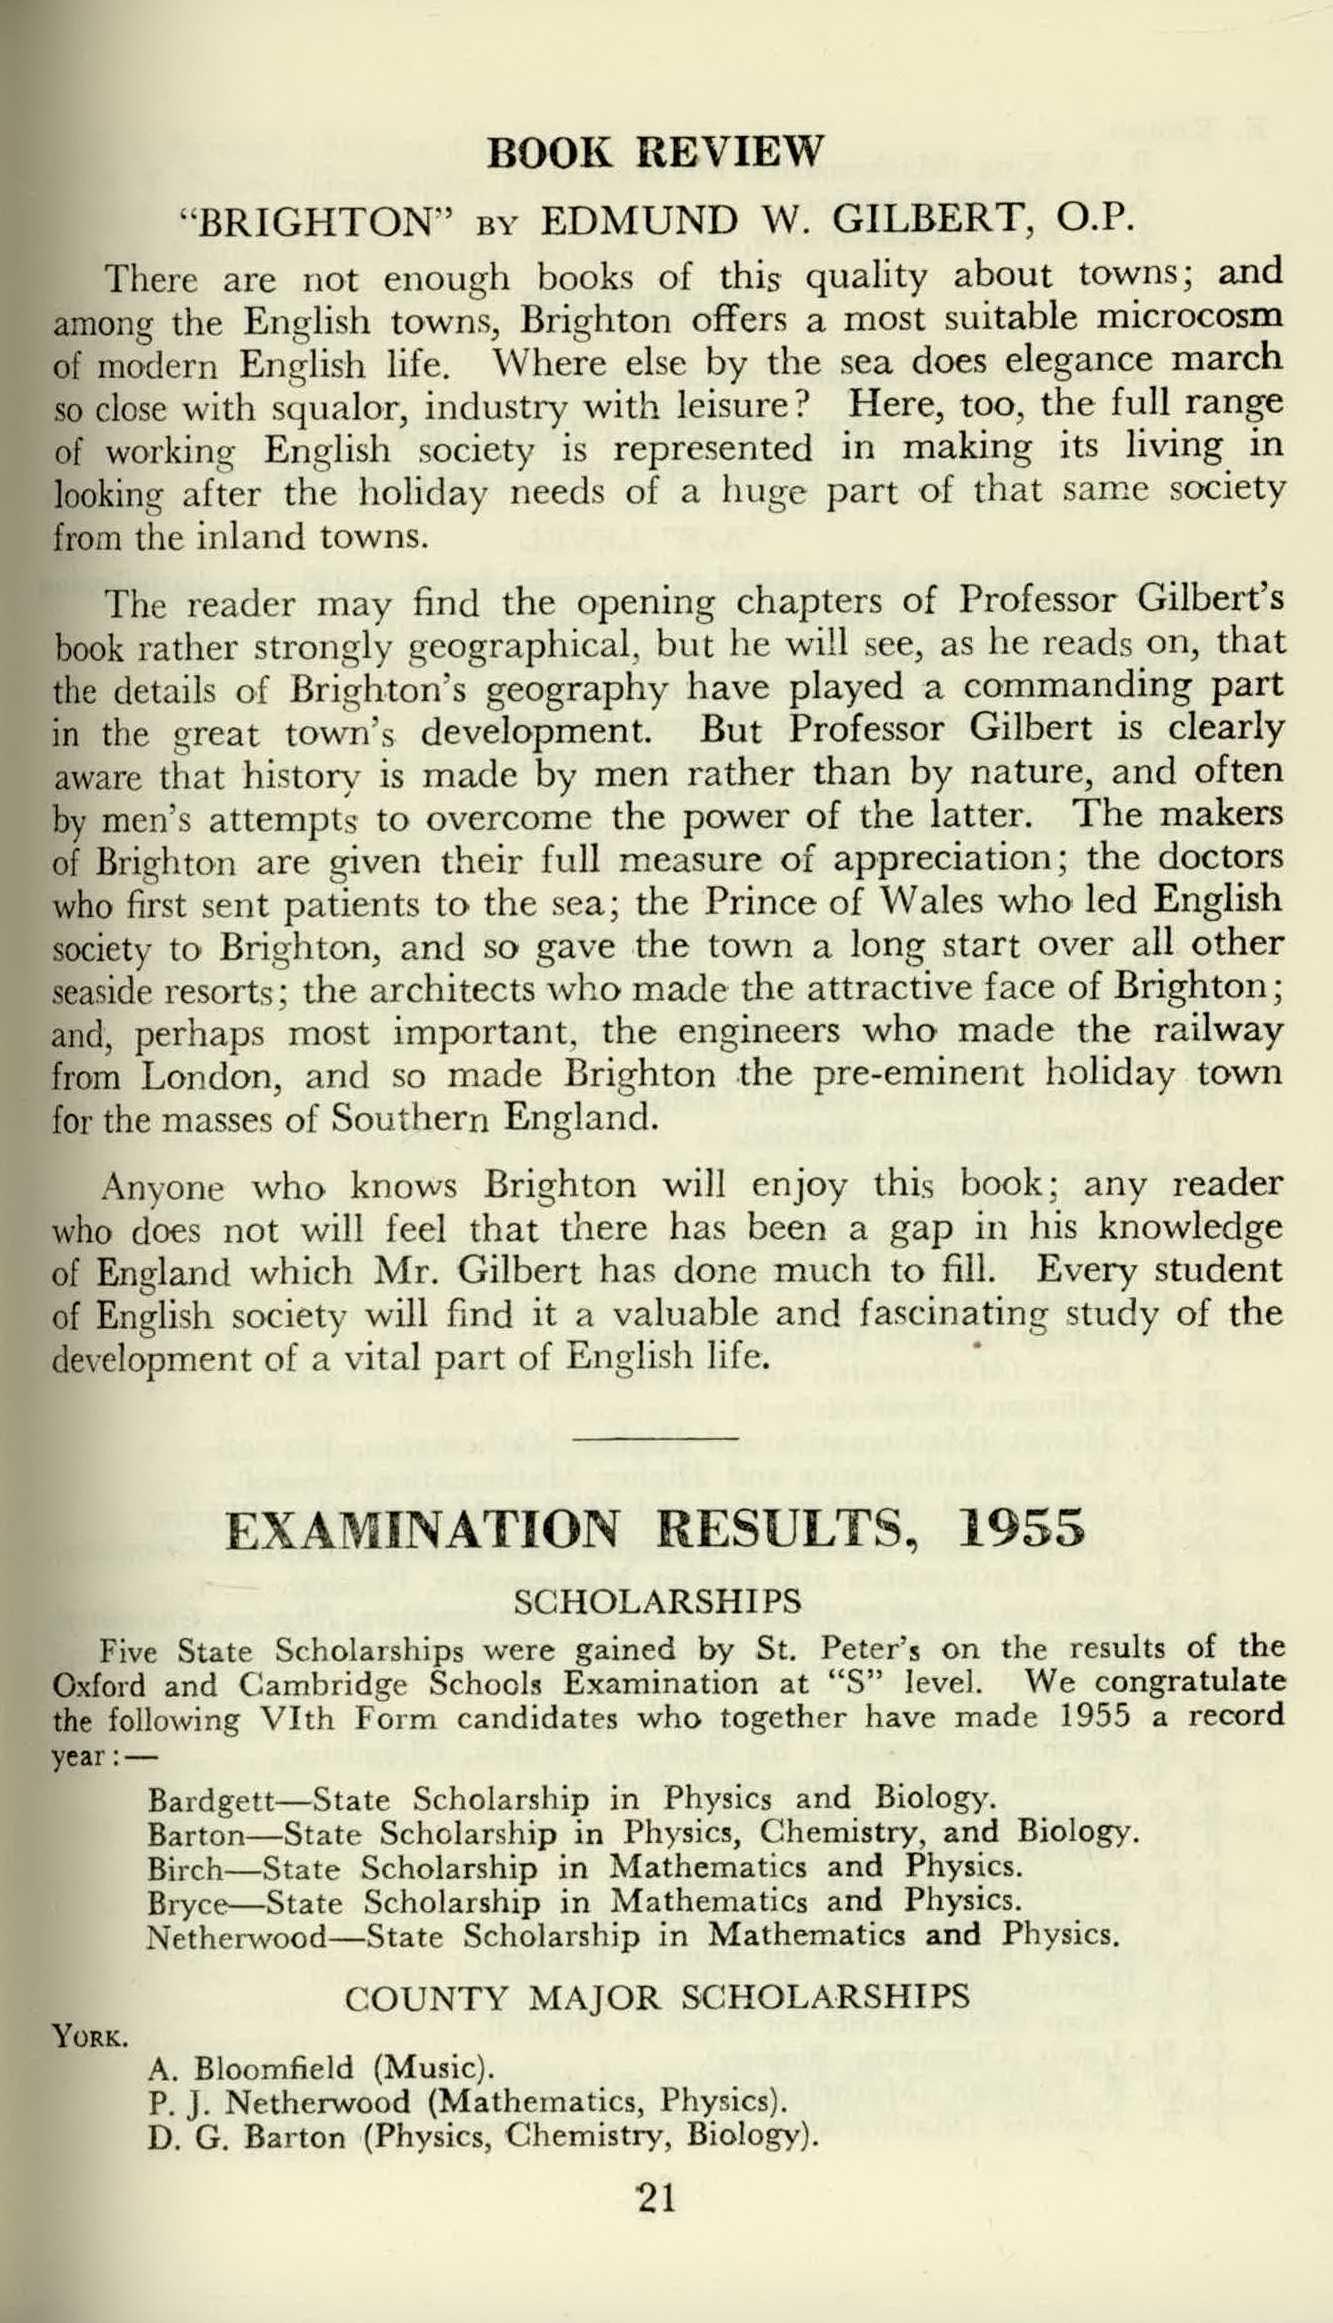 BOOK REVIEW
"BRIGHTON" BY EDMUND W. GILBERT, O.P.
There are not enough books of this quality about towns; and
among the English towns, Brighton offers a most suitable microcosm
of modern English life. Where else by the sea does elegance march
so close with squalor, industry with leisure? Here, too, the full range
of working English society is represented in making its living in
looking after the holiday needs of a huge part of that same society
from the inland towns.
The reader may find the opening chapters of Professor Gilbert's
book rather strongly geographical, but he will see, as he reads on, that
the details of Brighton's geography have played a commanding part
in the great town's development. But Professor Gilbert is clearly
aware that history is made by men rather than by nature, and often
by men's attempts to overcome the power of the latter. The makers
of Brighton are given their full measure of appreciation; the doctors
who first sent patients to the sea; the Prince of Wales who led English
society to Brighton, and so gave the town a long start over all other
seaside resorts; the architects who made the attractive face of Brighton;
and, perhaps most important, the engineers who made the railway
from London, and so made Brighton the pre-eminent holiday town
for the masses of Southern England.
Anyone who knows Brighton will enjoy this book; any reader
who does not will feel that there has been a gap in his knowledge
of England which Mr. Gilbert has done much to fill. Every student
of English society will find it a valuable and fascinating study of the
development of a vital part of English life.
EXAMINATION RESULTS, 1955
SCHOLARSHIPS
Five State Scholarships were gained by St. Peter's on the results of the
Oxford and Cambridge Schools Examination at "S" level. We congratulate
the following VIth Form candidates who together have made 1955 a record
year:—
Bardgett—State Scholarship in Physics and Biology.
Barton—State Scholarship in Physics, Chemistry, and Biology.
Birch—State Scholarship in Mathematics and Physics.
Bryce—State Scholarship in Mathematics and Physics.
Netherwood—State Scholarship in Mathematics and Physics.
COUNTY MAJOR SCHOLARSHIPS
YORK.
A. Bloomfield (Music).
P. J. Netherwood (Mathematics, Physics).
D. G. Barton (Physics, Chemistry, Biology).
21